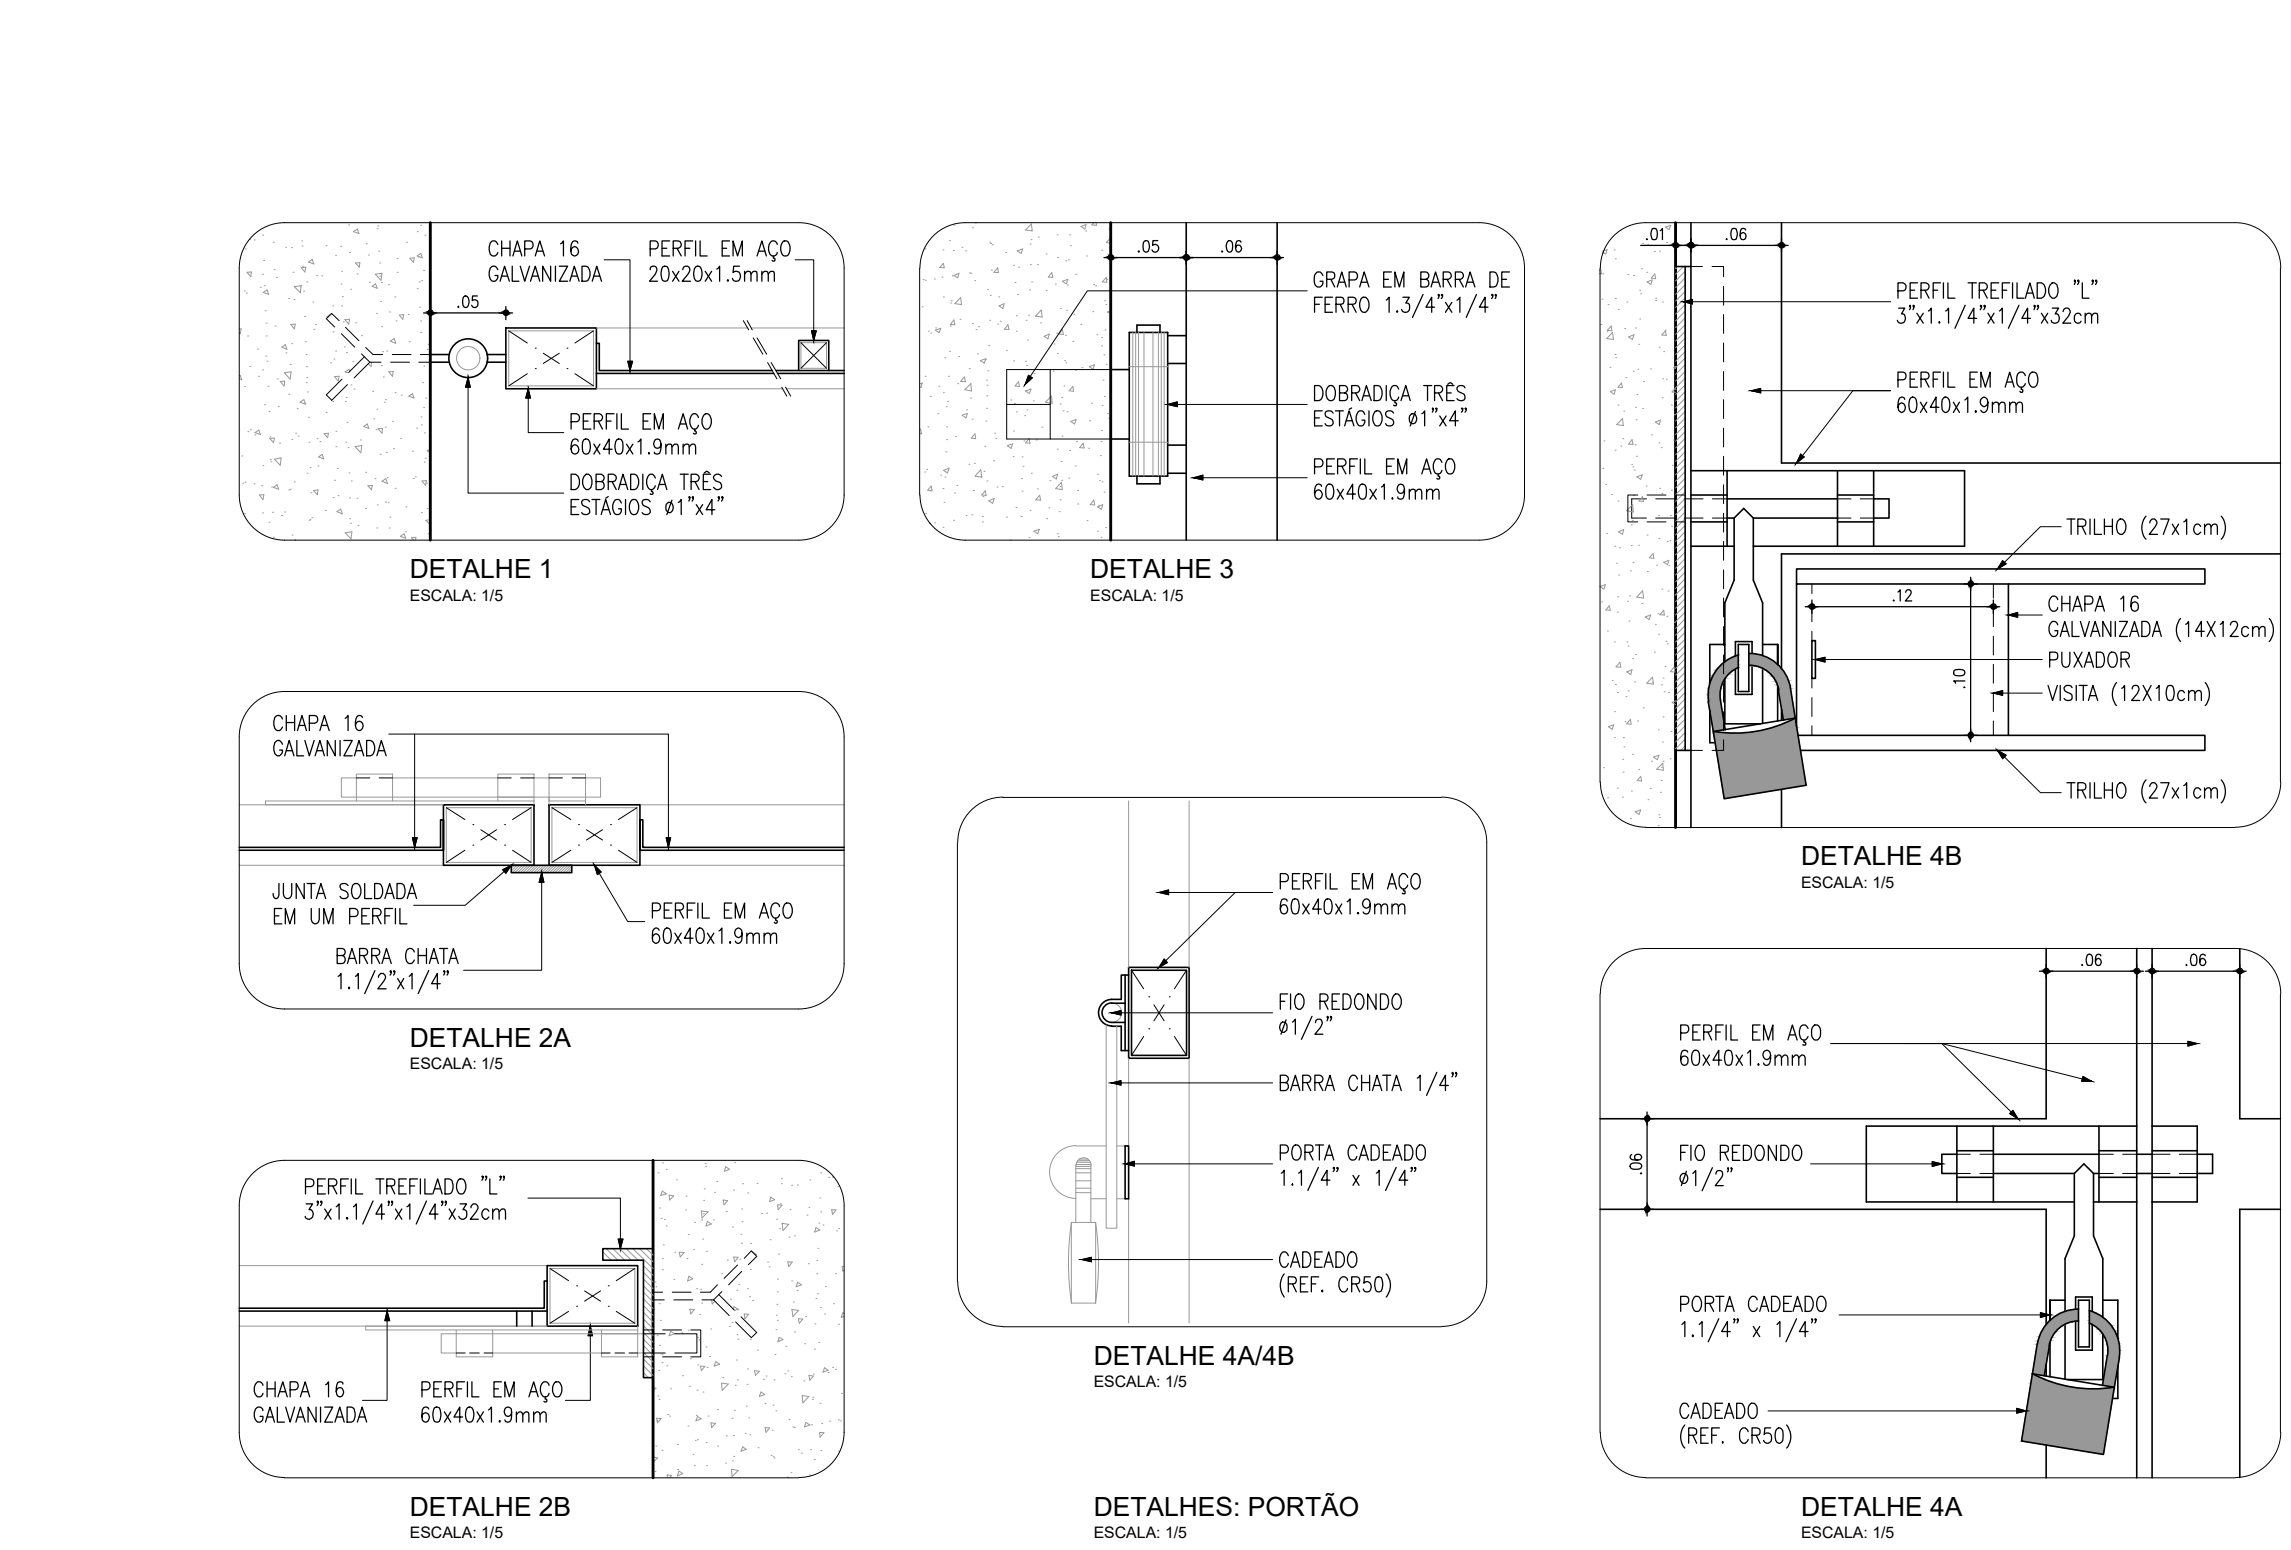 CHAPA 16
GALVANIZADA
PERFIL EM AÇO
20x20x1.5mm
.05
PERFIL EM AÇO
60x40x1.9mm
DOBRADIÇA TRÊS
ESTÁGIOS ø1"x4"
DETALHE 1
ESCALA: 1/5
.05
.06
GRAPA EM BARRA DE
FERRO 1.3/4"x1/4"
DOBRADIÇA TRÊS
ESTÁGIOS ø1"x4"
PERFIL EM AÇO
60x40x1.9mm
DETALHE 3
ESCALA: 1/5
.01
.06
PERFIL TREFILADO "L"
3"x1.1/4"x1/4"x32cm
PERFIL EM AÇO
60x40x1.9mm
TRILHO (27x1cm)
.12
CHAPA 16
GALVANIZADA (14X12cm)
PUXADOR
.10
VISITA (12X10cm)
TRILHO (27x1cm)
DETALHE 4B
ESCALA: 1/5
CHAPA 16
GALVANIZADA
JUNTA SOLDADA
EM UM PERFIL
PERFIL EM AÇO
60x40x1.9mm
BARRA CHATA
1.1/2"x1/4"
DETALHE 2A
ESCALA: 1/5
PERFIL EM AÇO
60x40x1.9mm
FIO REDONDO
ø1/2"
BARRA CHATA 1/4"
PORTA CADEADO
1.1/4" x 1/4"
CADEADO
(REF. CR50)
DETALHE 4A/4B
ESCALA: 1/5
.06
.06
PERFIL EM AÇO
60x40x1.9mm
.06
FIO REDONDO
ø1/2"
PORTA CADEADO
1.1/4" x 1/4"
CADEADO
(REF. CR50)
DETALHE 4A
ESCALA: 1/5
PERFIL TREFILADO "L"
3"x1.1/4"x1/4"x32cm
CHAPA 16
GALVANIZADA
PERFIL EM AÇO
60x40x1.9mm
DETALHE 2B
ESCALA: 1/5
DETALHES: PORTÃO
ESCALA: 1/5